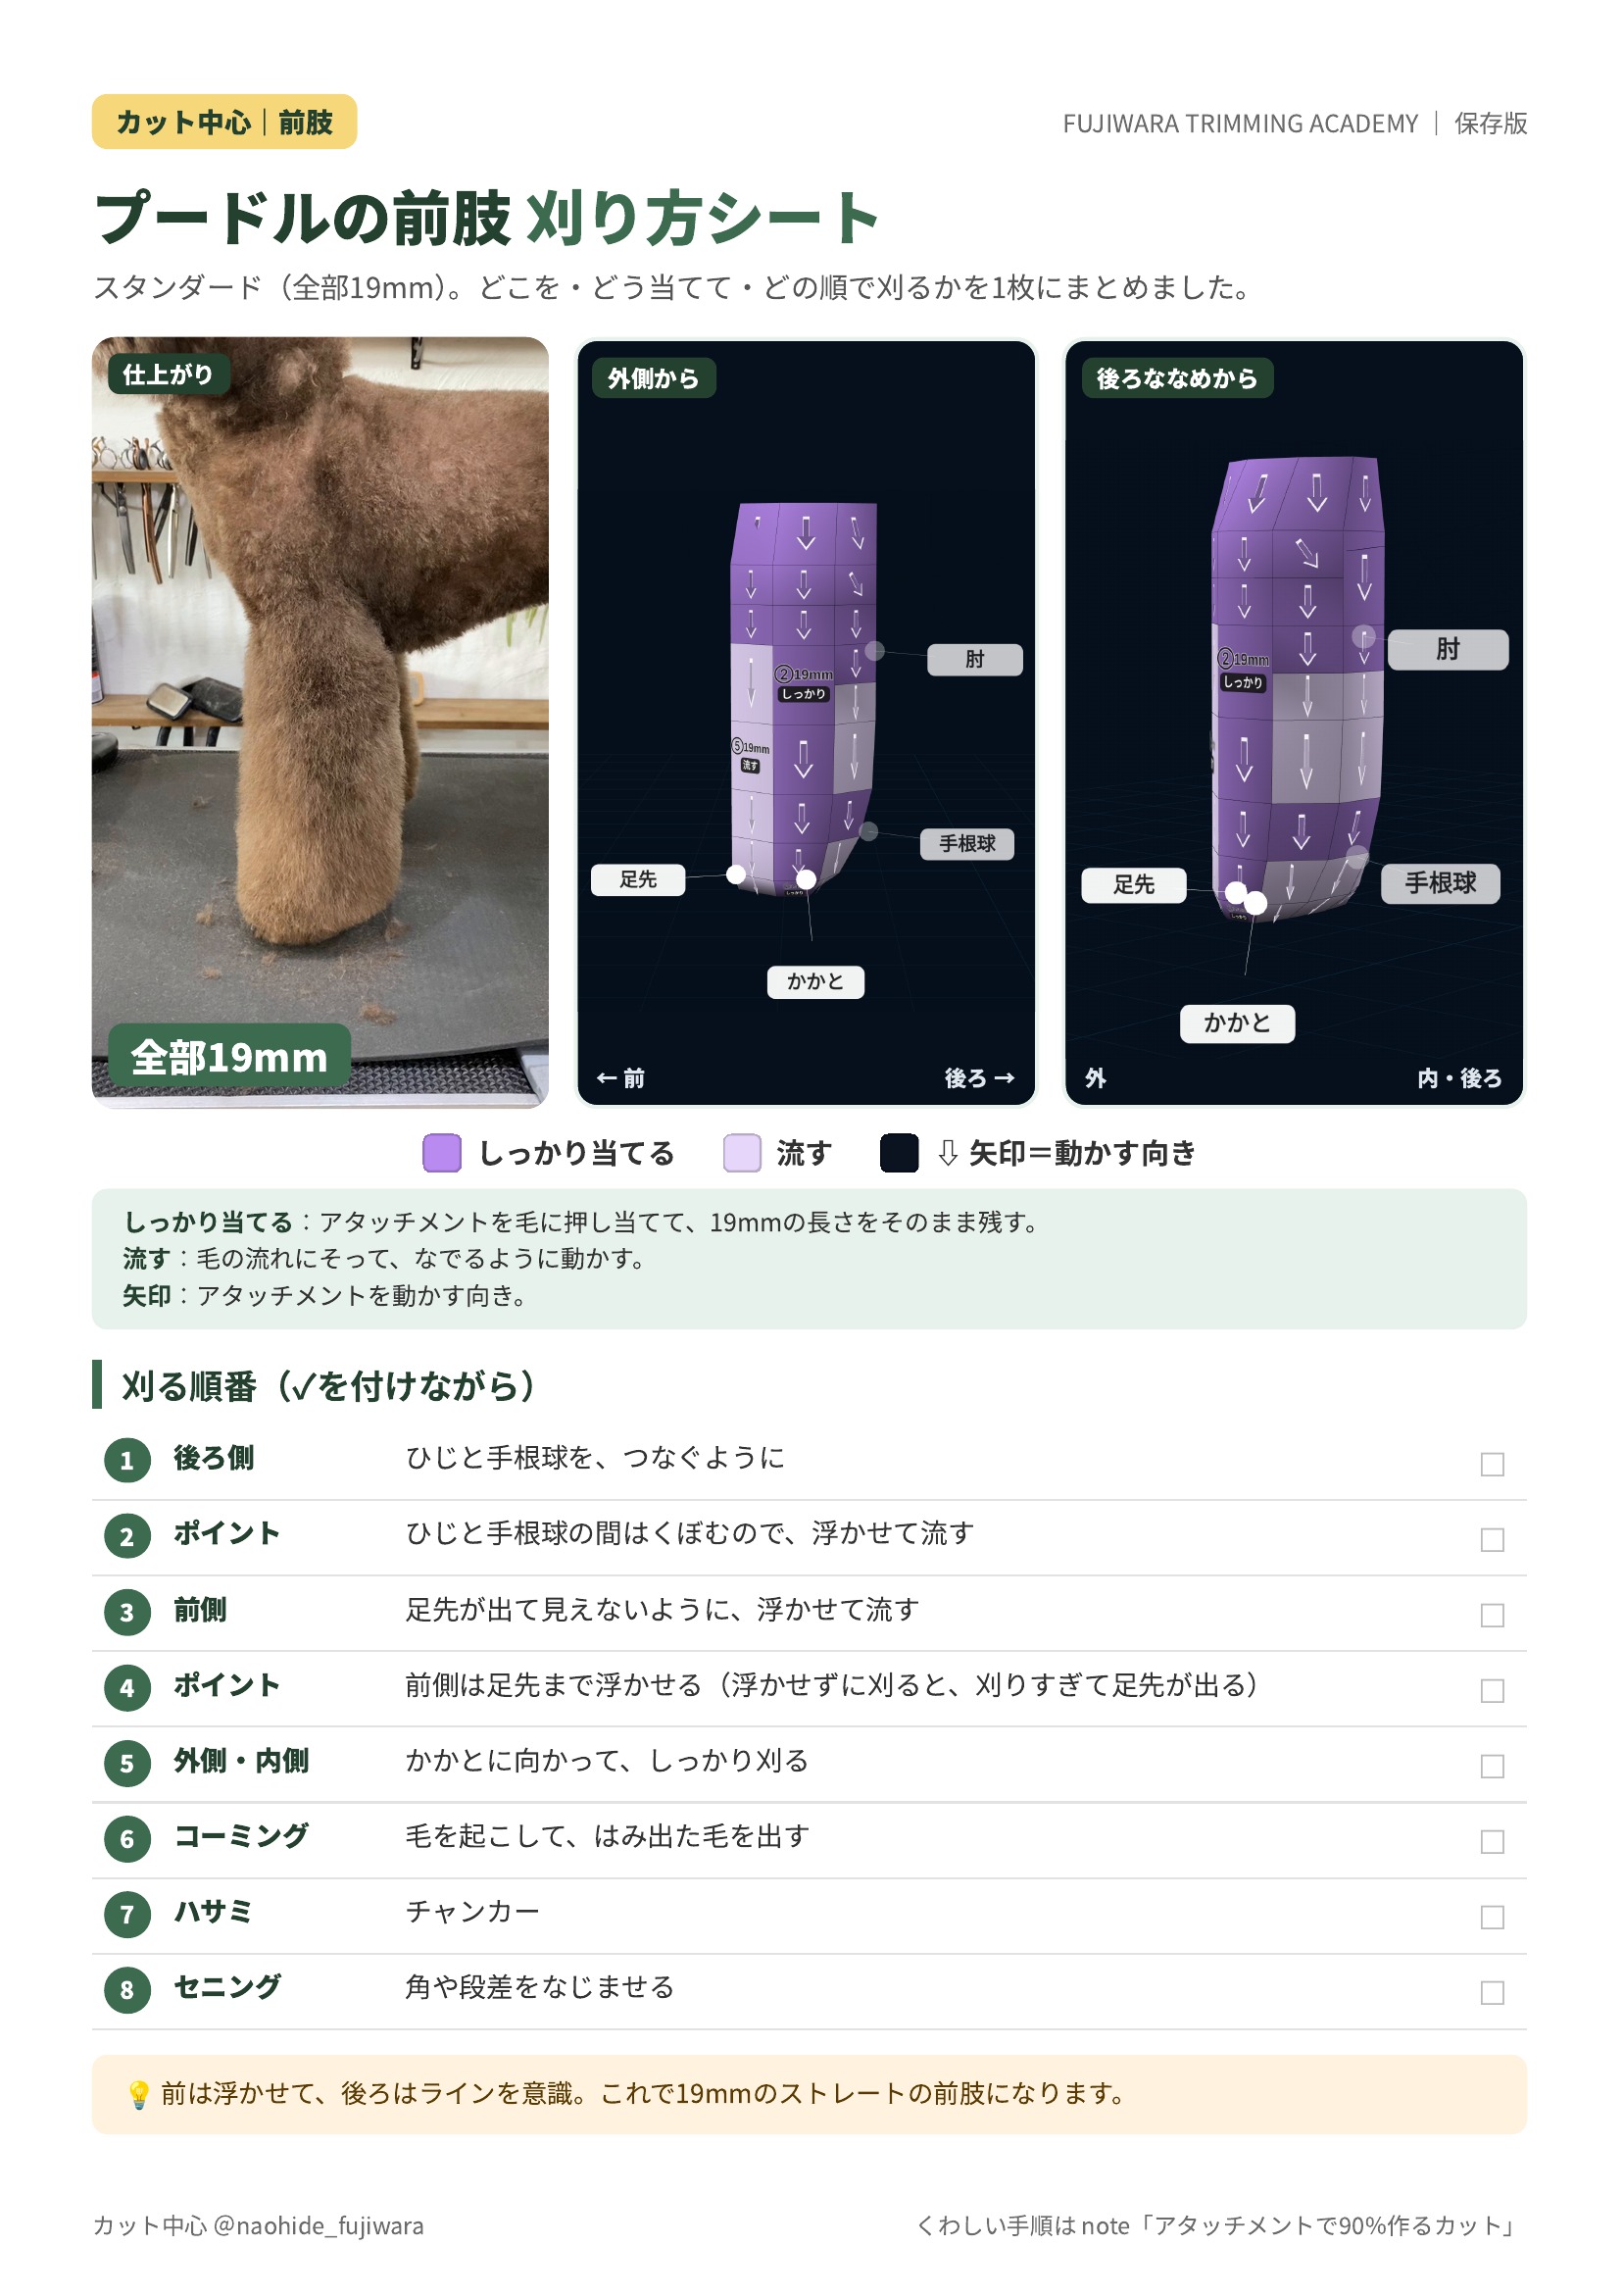 カット中心｜前肢
FUJIWARA TRIMMING ACADEMY ｜ 保存版
プードルの前肢 刈り方シート
スタンダード（全部19mm）。どこを・どう当てて・どの順で刈るかを1枚にまとめました。
仕上がり
全部19mm
外側から
②19mm
しっかり
⑤19mm
流す
肘
手根球
足先
かかと
← 前
後ろ →
後ろななめから
②19mm
しっかり
肘
手根球
足先
かかと
外
内・後ろ
しっかり当てる
流す
⇩ 矢印＝動かす向き
しっかり当てる：アタッチメントを毛に押し当てて、19mmの長さをそのまま残す。
流す：毛の流れにそって、なでるように動かす。
矢印：アタッチメントを動かす向き。
刈る順番（✓を付けながら）
1 後ろ側 ひじと手根球を、つなぐように □
2 ポイント ひじと手根球の間はくぼむので、浮かせて流す □
3 前側 足先が出て見えないように、浮かせて流す □
4 ポイント 前側は足先まで浮かせる（浮かせずに刈ると、刈りすぎて足先が出る） □
5 外側・内側 かかとに向かって、しっかり刈る □
6 コーミング 毛を起こして、はみ出た毛を出す □
7 ハサミ チャンカー □
8 セニング 角や段差をなじませる □
💡 前は浮かせて、後ろはラインを意識。これで19mmのストレートの前肢になります。
カット中心 @naohide_fujiwara
くわしい手順は note「アタッチメントで90%作るカット」